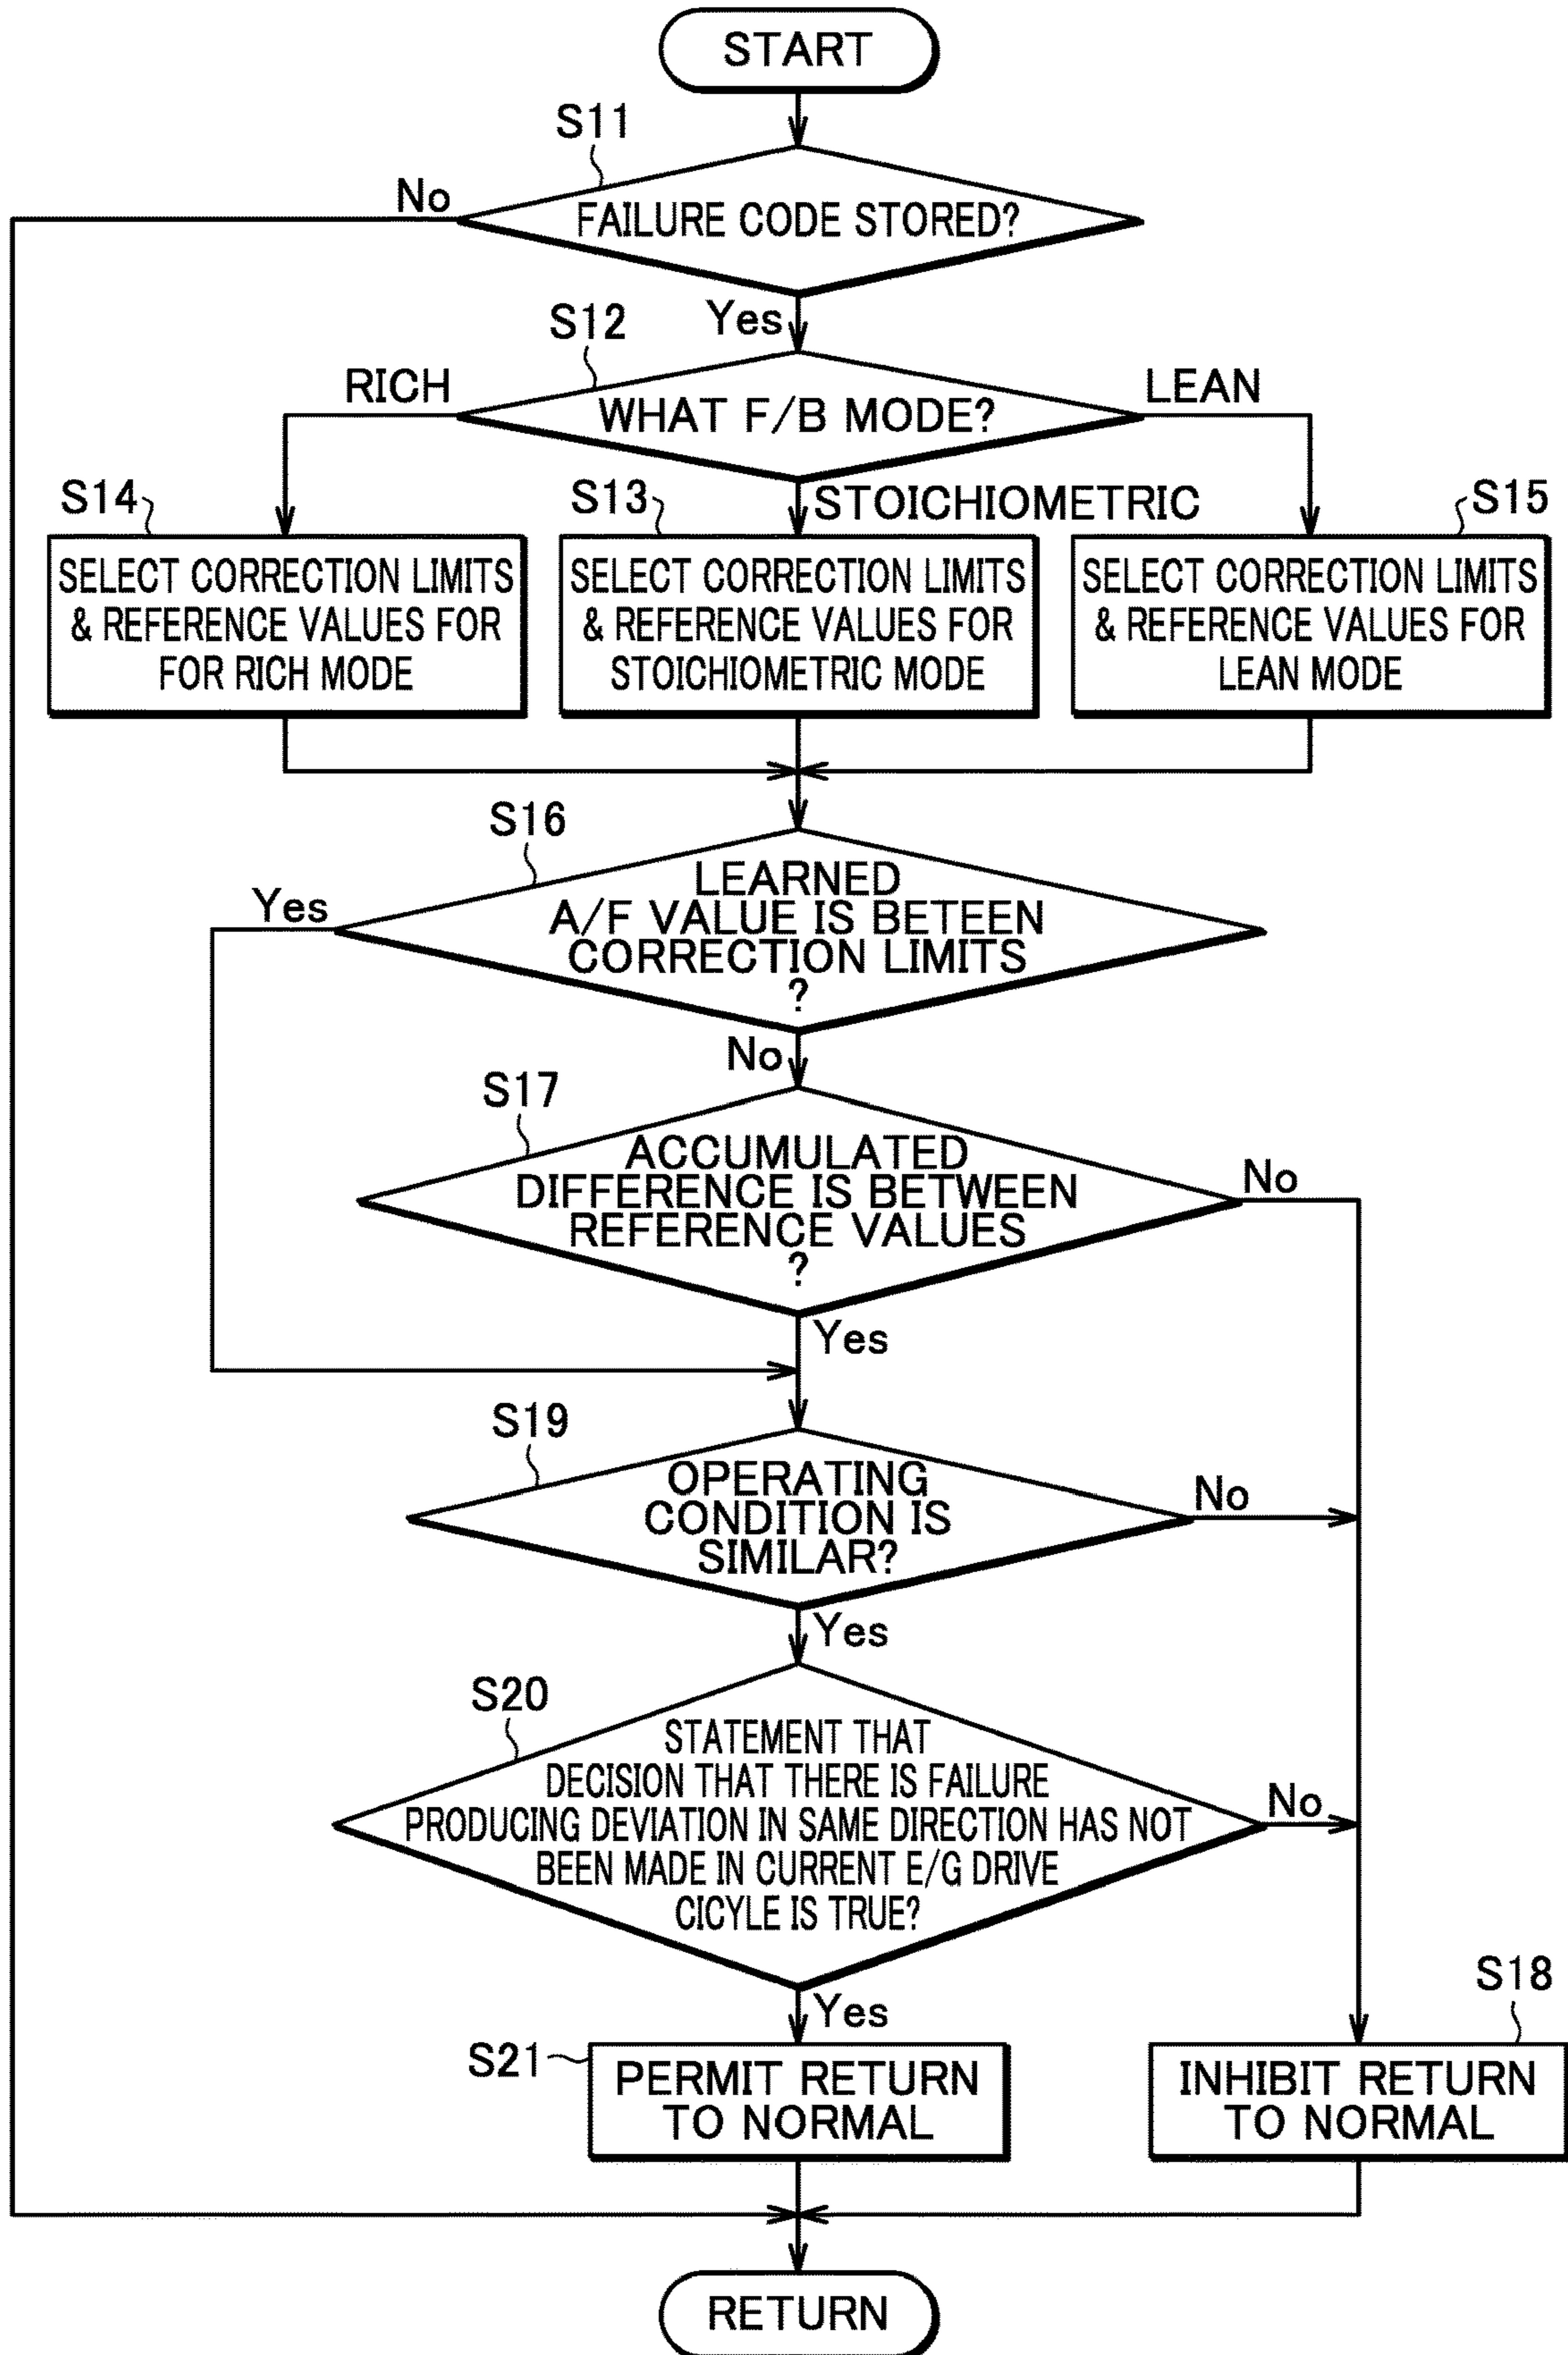 START
S11
No
FAILURE CODE STORED?
Yes
S12
RICH
WHAT F/B MODE?
LEAN
S14
S13
STOICHIOMETRIC
S15
SELECT CORRECTION LIMITS
& REFERENCE VALUES FOR
FOR RICH MODE
SELECT CORRECTION LIMITS
& REFERENCE VALUES FOR
STOICHIOMETRIC MODE
SELECT CORRECTION LIMITS
& REFERENCE VALUES FOR
LEAN MODE
S16
Yes
LEARNED
A/F VALUE IS BETEEN
CORRECTION LIMITS
?
No
S17
ACCUMULATED
DIFFERENCE IS BETWEEN
REFERENCE VALUES
?
No
Yes
S19
OPERATING
CONDITION IS
SIMILAR?
No
Yes
S20
STATEMENT THAT
DECISION THAT THERE IS FAILURE
PRODUCING DEVIATION IN SAME DIRECTION HAS NOT
BEEN MADE IN CURRENT E/G DRIVE
CICYLE IS TRUE?
No
Yes
S21
PERMIT RETURN
TO NORMAL
S18
INHIBIT RETURN
TO NORMAL
RETURN